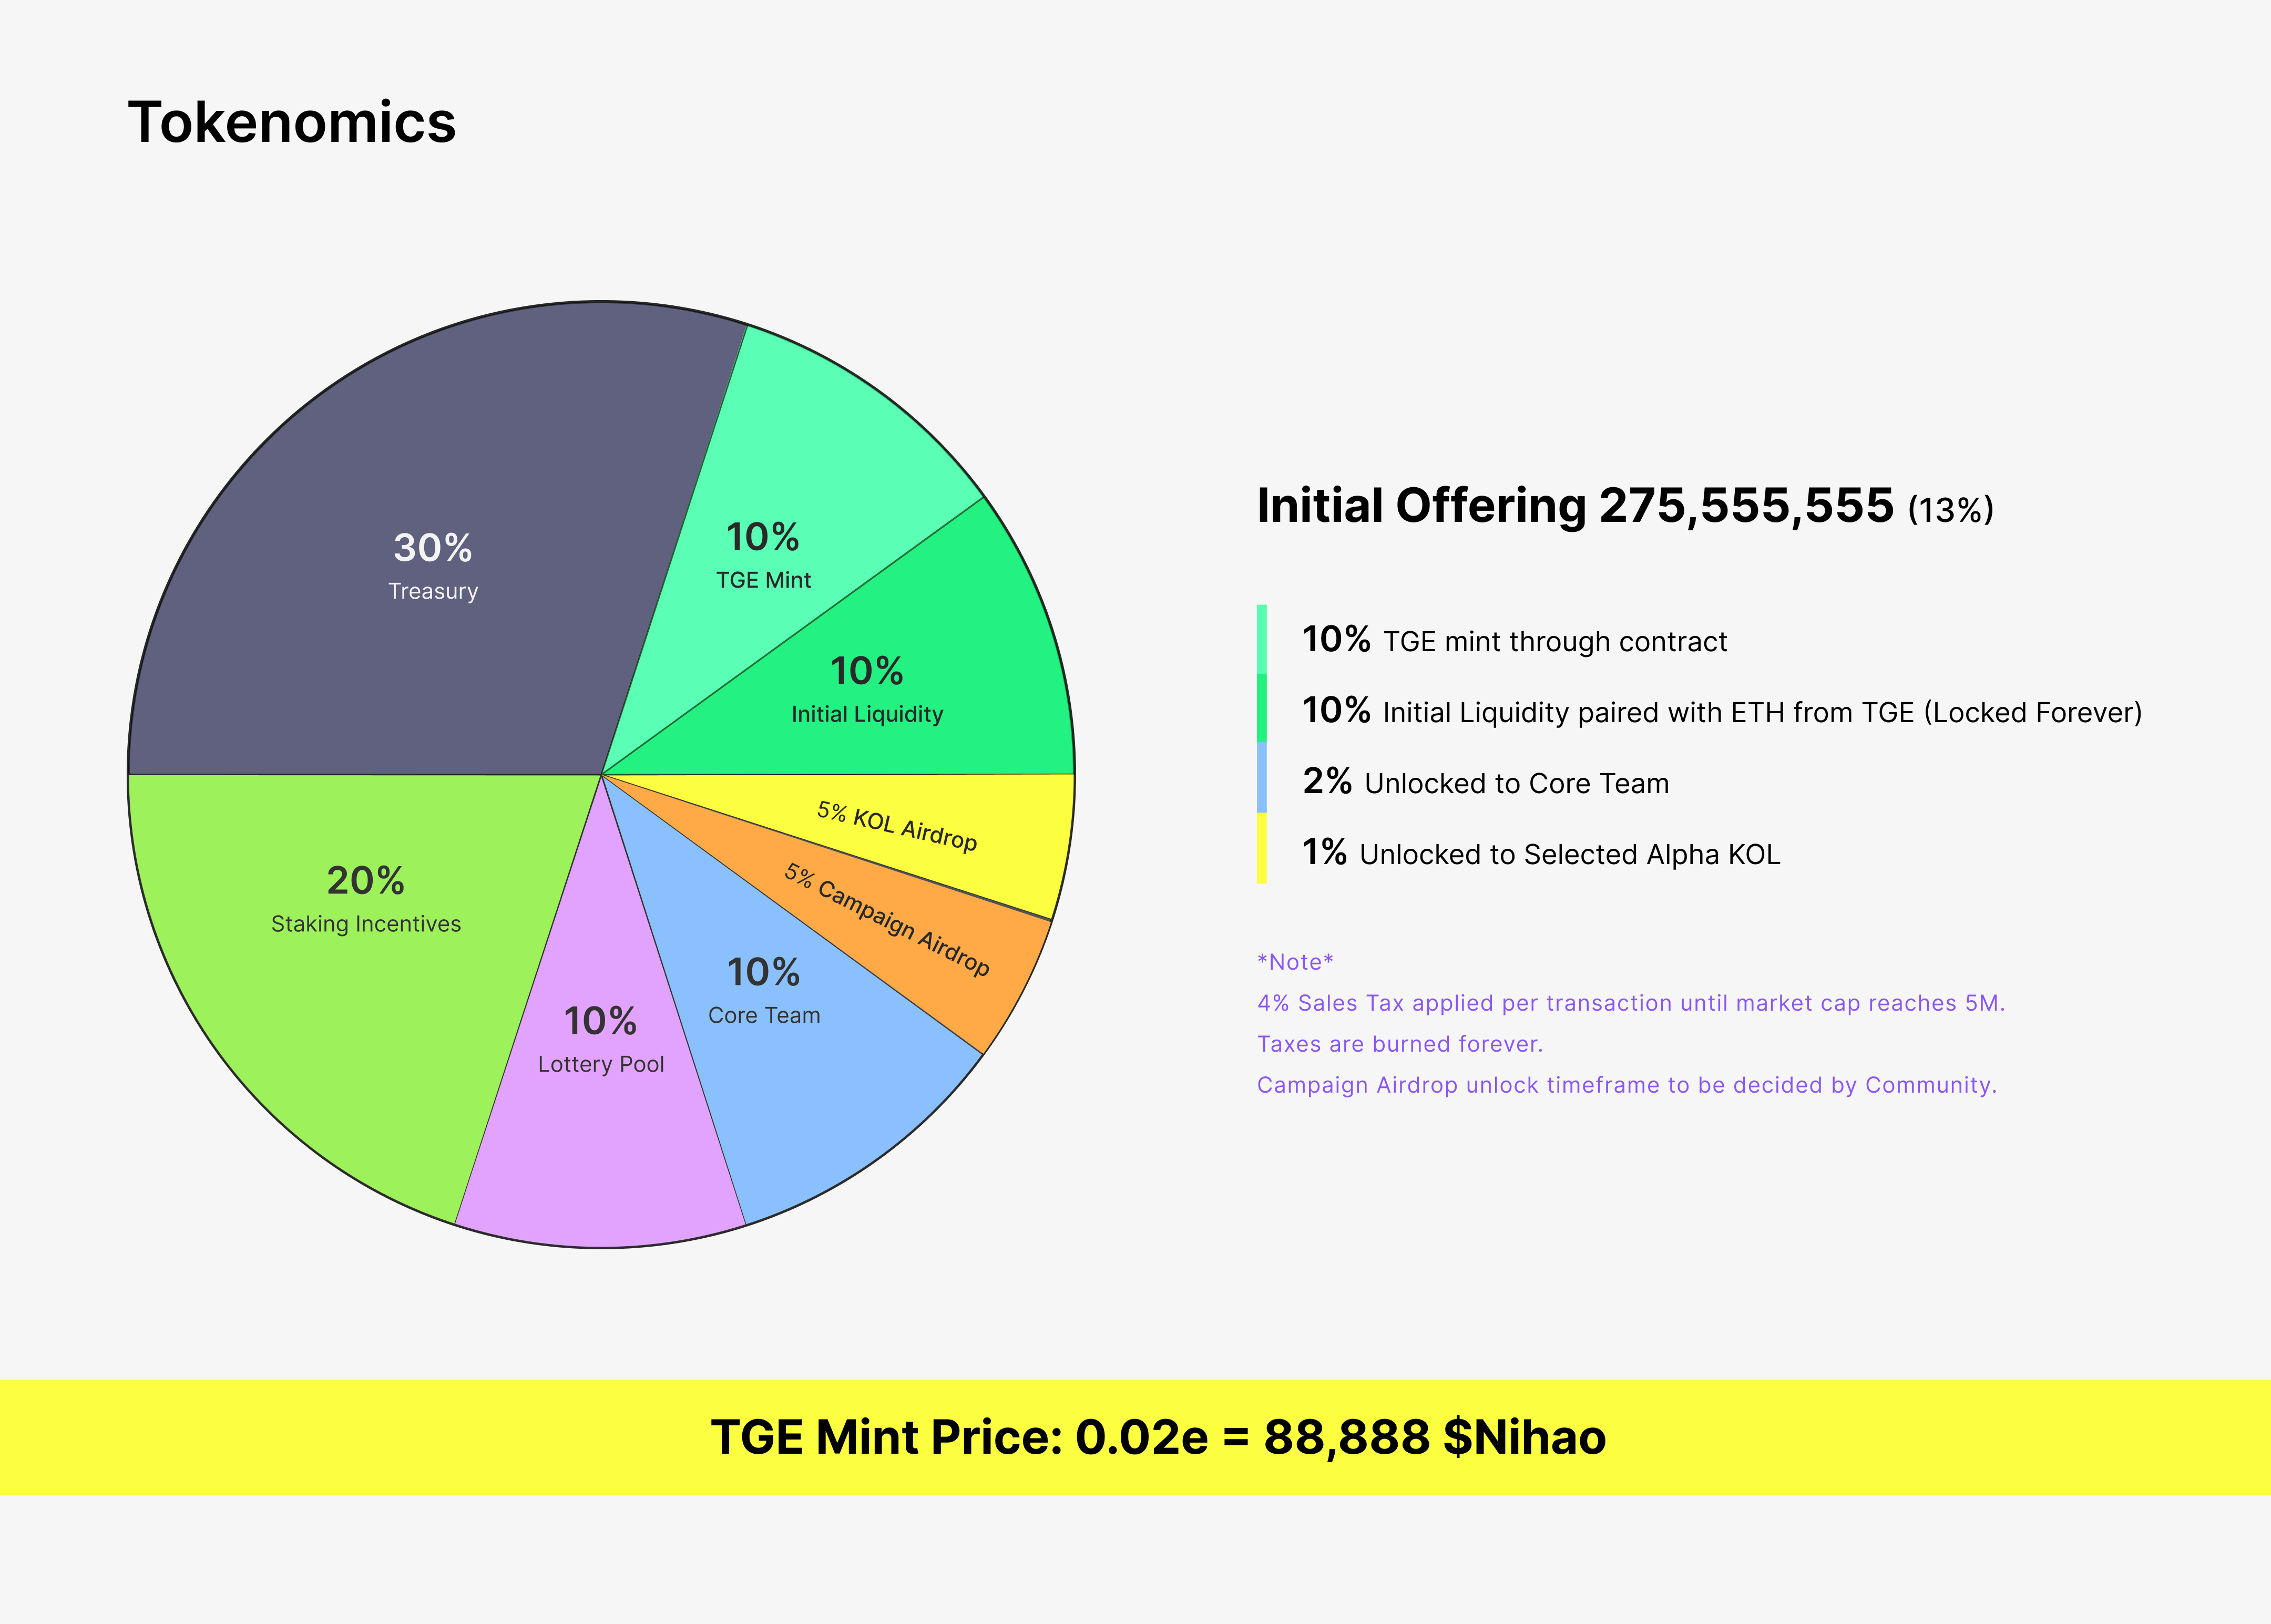 Tokenomics
30%
Treasury
10%
TGE Mint
10%
Initial Liquidity
5% KOL Airdrop
5% Campaign Airdrop
10%
Core Team
10%
Lottery Pool
20%
Staking Incentives
Initial Offering 275,555,555 (13%)
10% TGE mint through contract
10% Initial Liquidity paired with ETH from TGE (Locked Forever)
2% Unlocked to Core Team
1% Unlocked to Selected Alpha KOL
*Note*
4% Sales Tax applied per transaction until market cap reaches 5M.
Taxes are burned forever.
Campaign Airdrop unlock timeframe to be decided by Community.
TGE Mint Price: 0.02e = 88,888 $Nihao